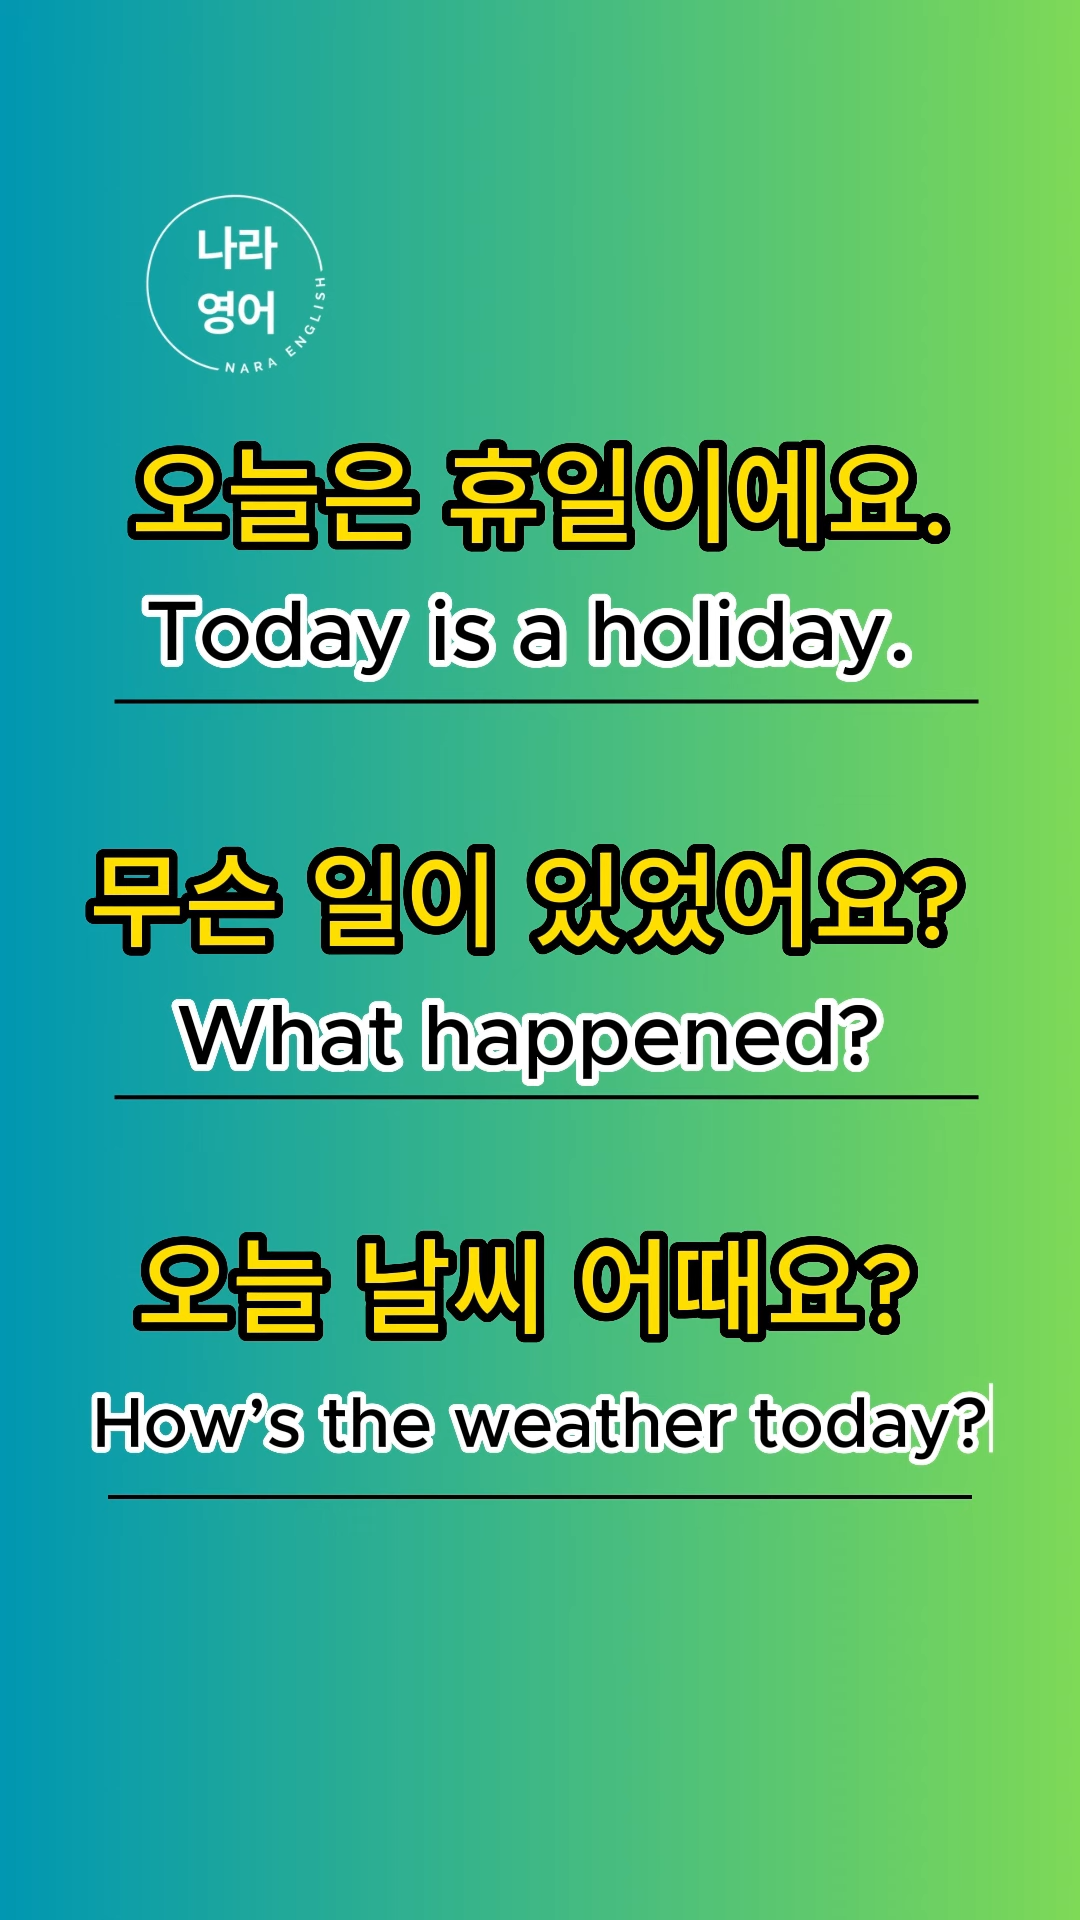 나라
영어
NARA ENGLISH
오늘은 휴일이에요.
Today is a holiday.
무슨 일이 있었어요?
What happened?
오늘 날씨 어때요?
How’s the weather today?